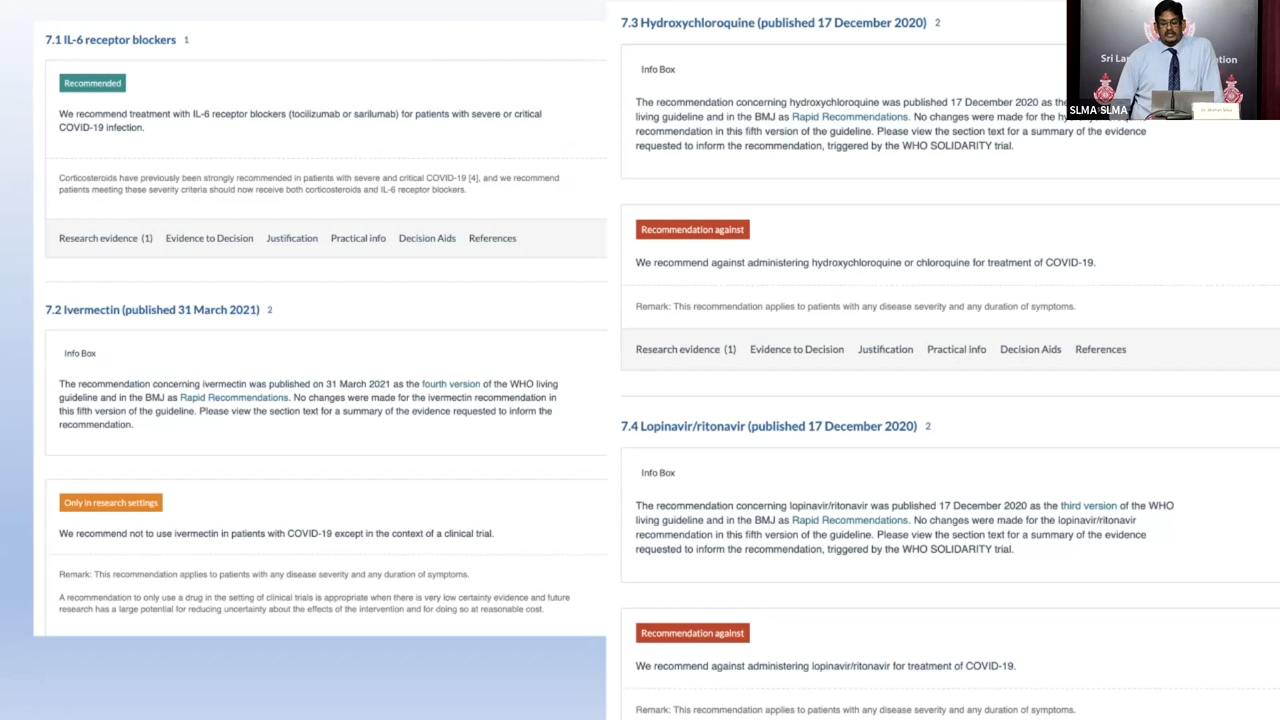 7.1 IL-6 receptor blockers 1
Recommended
We recommend treatment with IL-6 receptor blockers (tocilizumab or sarilumab) for patients with severe or critical
COVID-19 infection.
Corticosteroids have previously been strongly recommended in patients with severe and critical COVID-19 [4], and we recommend
patients meeting these severity criteria should now receive both corticosteroids and IL-6 receptor blockers.
Research evidence (1) Evidence to Decision Justification Practical info Decision Aids References
7.2 Ivermectin (published 31 March 2021) 2
Info Box
The recommendation concerning ivermectin was published on 31 March 2021 as the fourth version of the WHO living
guideline and in the BMJ as Rapid Recommendations. No changes were made for the ivermectin recommendation in
this fifth version of the guideline. Please view the section text for a summary of the evidence requested to inform the
recommendation.
Only in research settings
We recommend not to use ivermectin in patients with COVID-19 except in the context of a clinical trial.
Remark: This recommendation applies to patients with any disease severity and any duration of symptoms.
A recommendation to only use a drug in the setting of clinical trials is appropriate when there is very low certainty evidence and future
research has a large potential for reducing uncertainty about the effects of the intervention and for doing so at reasonable cost.
7.3 Hydroxychloroquine (published 17 December 2020) 2
Info Box
The recommendation concerning hydroxychloroquine was published 17 December 2020 as the
living guideline and in the BMJ as Rapid Recommendations. No changes were made for the
recommendation in this fifth version of the guideline. Please view the section text for a summary of the evidence
requested to inform the recommendation, triggered by the WHO SOLIDARITY trial.
Recommendation against
We recommend against administering hydroxychloroquine or chloroquine for treatment of COVID-19.
Remark: This recommendation applies to patients with any disease severity and any duration of symptoms.
Research evidence (1) Evidence to Decision Justification Practical info Decision Aids References
7.4 Lopinavir/ritonavir (published 17 December 2020) 2
Info Box
The recommendation concerning lopinavir/ritonavir was published 17 December 2020 as the third version of the WHO
living guideline and in the BMJ as Rapid Recommendations. No changes were made for the lopinavir/ritonavir
recommendation in this fifth version of the guideline. Please view the section text for a summary of the evidence
requested to inform the recommendation, triggered by the WHO SOLIDARITY trial.
Recommendation against
We recommend against administering lopinavir/ritonavir for treatment of COVID-19.
Remark: This recommendation applies to patients with any disease severity and any duration of symptoms.
Sri
SLMA SLMA